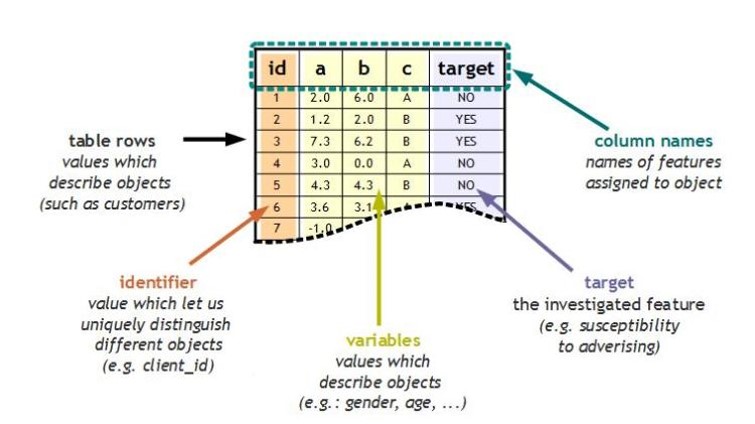 id a b c target
1 2.0 6.0 A NO
2 1.2 2.0 B YES
3 7.3 6.2 B YES
4 3.0 0.0 A NO
5 4.3 4.3 B NO
6 3.6 3.1 YES
7 -1.0
table rows
values which
describe objects
(such as customers)
column names
names of features
assigned to object
identifier
value which let us
uniquely distinguish
different objects
(e.g. client_id)
variables
values which
describe objects
(e.g.: gender, age, ...)
target
the investigated feature
(e.g. susceptibility
to adverising)